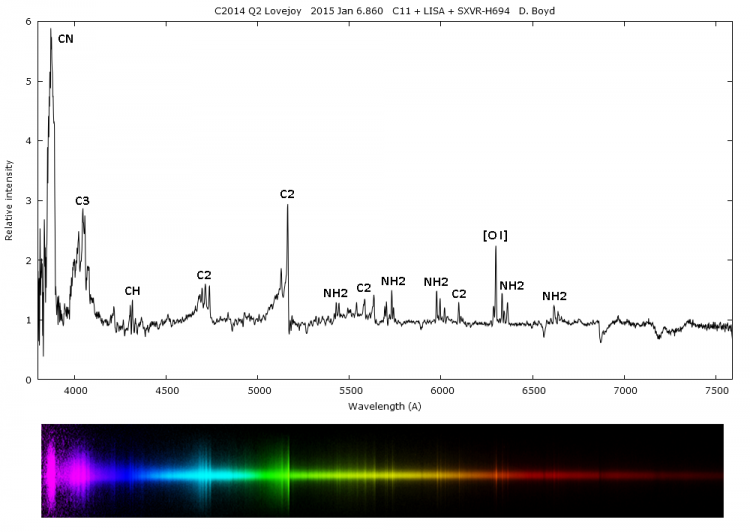 C2014 Q2 Lovejoy 2015 Jan 6.860 C11 + LISA + SXVR-H694 D. Boyd
6
CN
5
4
C3
C2
3
[O I]
2
CH
C2
NH2
C2
NH2
NH2
C2
NH2
NH2
1
0
Relative intensity
4000 4500 5000 5500 6000 6500 7000 7500
Wavelength (A)